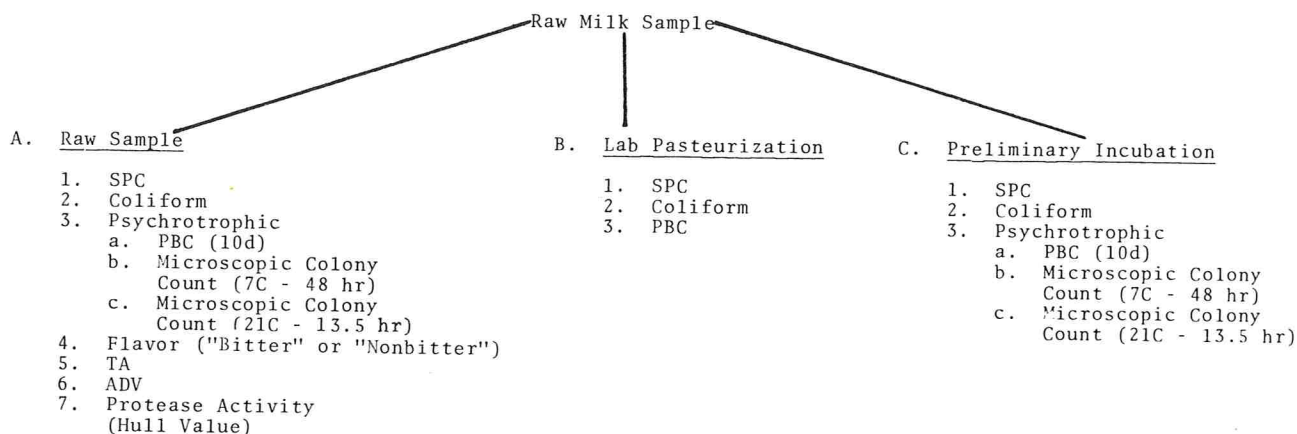 Raw Milk Sample
A. Raw Sample
1. SPC
2. Coliform
3. Psychrotrophic
a. PBC (10d)
b. Microscopic Colony
Count (7C - 48 hr)
c. Microscopic Colony
Count (21C - 13.5 hr)
4. Flavor ("Bitter" or "Nonbitter")
5. TA
6. ADV
7. Protease Activity
(Hull Value)
B. Lab Pasteurization
1. SPC
2. Coliform
3. PBC
C. Preliminary Incubation
1. SPC
2. Coliform
3. Psychrotrophic
a. PBC (10d)
b. Microscopic Colony
Count (7C - 48 hr)
c. Microscopic Colony
Count (21C - 13.5 hr)